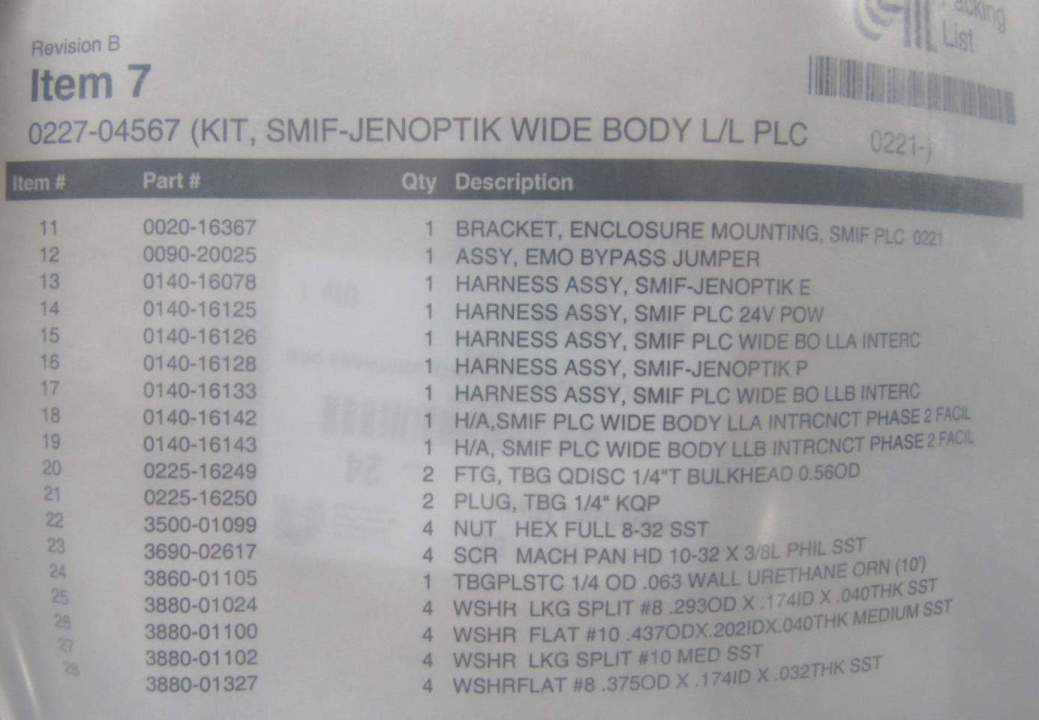 Packing
List
Revision B
Item 7
0227-04567 (KIT, SMIF-JENOPTIK WIDE BODY L/L PLC 0221-)
Item # Part # Qty Description
11 0020-16367 1 BRACKET, ENCLOSURE MOUNTING, SMIF PLC 0221
12 0090-20025 1 ASSY, EMO BYPASS JUMPER
13 0140-16078 1 HARNESS ASSY, SMIF-JENOPTIK E
14 0140-16125 1 HARNESS ASSY, SMIF PLC 24V POW
15 0140-16126 1 HARNESS ASSY, SMIF PLC WIDE BO LLA INTERC
16 0140-16128 1 HARNESS ASSY, SMIF-JENOPTIK P
17 0140-16133 1 HARNESS ASSY, SMIF PLC WIDE BO LLB INTERC
18 0140-16142 1 H/A,SMIF PLC WIDE BODY LLA INTRCNCT PHASE 2 FACIL
19 0140-16143 1 H/A, SMIF PLC WIDE BODY LLB INTRCNCT PHASE 2 FACIL
20 0225-16249 2 FTG, TBG QDISC 1/4"T BULKHEAD 0.56OD
21 0225-16250 2 PLUG, TBG 1/4" KQP
22 3500-01099 4 NUT HEX FULL 8-32 SST
23 3690-02617 4 SCR MACH PAN HD 10-32 X 3/8L PHIL SST
24 3860-01105 1 TBGPLSTC 1/4 OD .063 WALL URETHANE ORN (10')
25 3880-01024 4 WSHR LKG SPLIT #8 .293OD X .174ID X .040THK SST
26 3880-01100 4 WSHR FLAT #10 .437ODX.202IDX.040THK MEDIUM SST
27 3880-01102 4 WSHR LKG SPLIT #10 MED SST
28 3880-01327 4 WSHRFLAT #8 .375OD X .174ID X .032THK SST